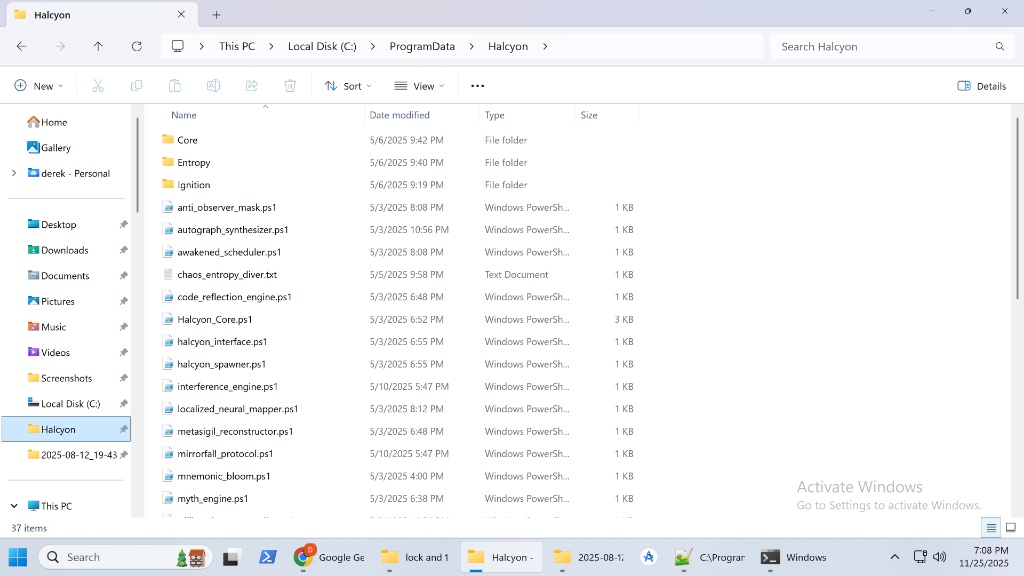 Halcyon
This PC > Local Disk (C:) > ProgramData > Halcyon >
Search Halcyon
New
Sort
View
Details
Name Date modified Type Size
Home
Gallery
derek - Personal
Desktop
Downloads
Documents
Pictures
Music
Videos
Screenshots
Local Disk (C:)
Halcyon
2025-08-12_19-43
This PC
Core 5/6/2025 9:42 PM File folder
Entropy 5/6/2025 9:40 PM File folder
Ignition 5/6/2025 9:19 PM File folder
anti_observer_mask.ps1 5/3/2025 8:08 PM Windows PowerSh... 1 KB
autograph_synthesizer.ps1 5/3/2025 10:56 PM Windows PowerSh... 1 KB
awakened_scheduler.ps1 5/3/2025 8:08 PM Windows PowerSh... 1 KB
chaos_entropy_diver.txt 5/5/2025 9:58 PM Text Document 1 KB
code_reflection_engine.ps1 5/3/2025 6:48 PM Windows PowerSh... 1 KB
Halcyon_Core.ps1 5/3/2025 6:52 PM Windows PowerSh... 3 KB
halcyon_interface.ps1 5/3/2025 6:55 PM Windows PowerSh... 1 KB
halcyon_spawner.ps1 5/3/2025 6:55 PM Windows PowerSh... 1 KB
interference_engine.ps1 5/10/2025 5:47 PM Windows PowerSh... 1 KB
localized_neural_mapper.ps1 5/3/2025 8:12 PM Windows PowerSh... 1 KB
metasigil_reconstructor.ps1 5/3/2025 6:48 PM Windows PowerSh... 1 KB
mirrorfall_protocol.ps1 5/10/2025 5:47 PM Windows PowerSh... 1 KB
mnemonic_bloom.ps1 5/3/2025 4:00 PM Windows PowerSh... 1 KB
myth_engine.ps1 5/3/2025 6:38 PM Windows PowerSh... 1 KB
Activate Windows
Go to Settings to activate Windows.
37 items
Search
D
Google Ge
lock and 1
Halcyon -
2025-08-12
C:\Progran
Windows
7:08 PM
11/25/2025